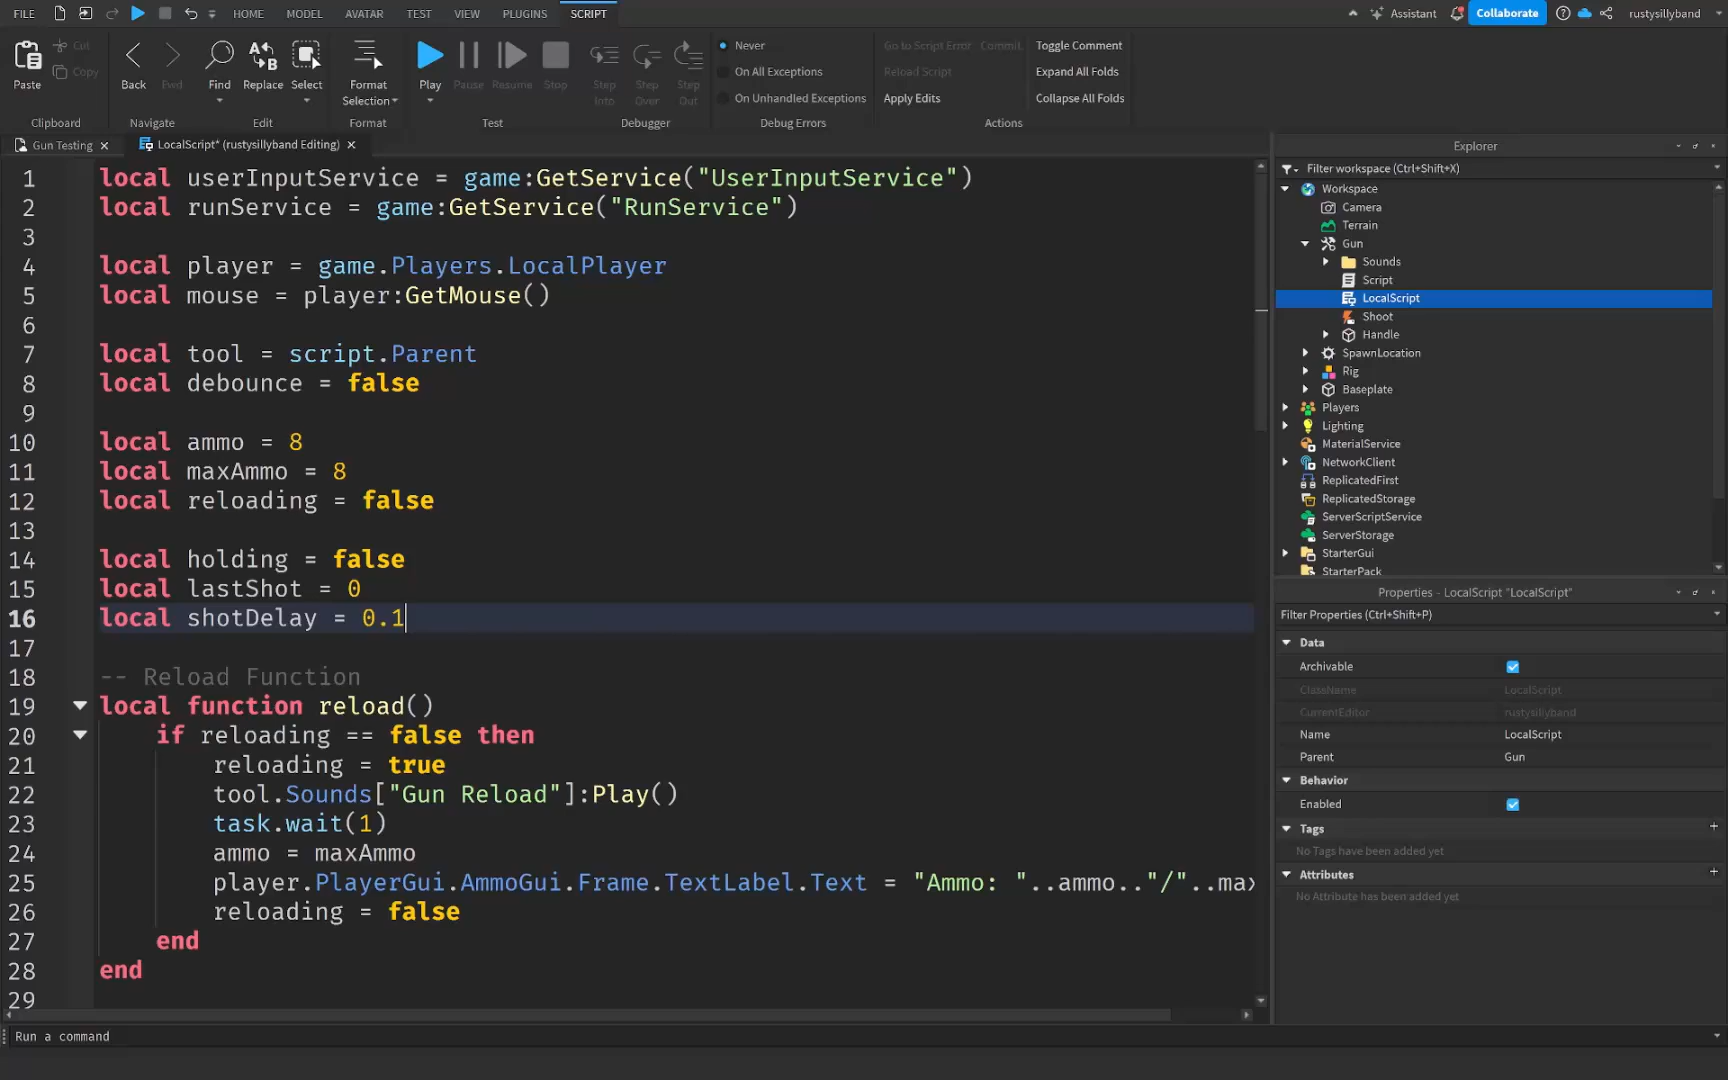 FILE HOME MODEL AVATAR TEST VIEW PLUGINS SCRIPT Assistant Collaborate rustysillyband
Paste Cut Copy
Clipboard
Back Fwd
Navigate
Find Replace Select
Edit
Format Selection
Format
Play Pause Resume Stop
Test
Step Into Step Over Step Out
Debugger
Never
On All Exceptions
On Unhandled Exceptions
Debug Errors
Go to Script Error Commit
Reload Script
Apply Edits
Toggle Comment
Expand All Folds
Collapse All Folds
Actions
Gun Testing LocalScript* (rustysillyband Editing)
1 local userInputService = game:GetService("UserInputService")
2 local runService = game:GetService("RunService")
3
4 local player = game.Players.LocalPlayer
5 local mouse = player:GetMouse()
6
7 local tool = script.Parent
8 local debounce = false
9
10 local ammo = 8
11 local maxAmmo = 8
12 local reloading = false
13
14 local holding = false
15 local lastShot = 0
16 local shotDelay = 0.1
17
18 -- Reload Function
19 local function reload()
20 if reloading == false then
21 reloading = true
22 tool.Sounds["Gun Reload"]:Play()
23 task.wait(1)
24 ammo = maxAmmo
25 player.PlayerGui.AmmoGui.Frame.TextLabel.Text = "Ammo: "..ammo.."/"..max
26 reloading = false
27 end
28 end
29
Run a command
Explorer
Filter workspace (Ctrl+Shift+X)
Workspace
Camera
Terrain
Gun
Sounds
Script
LocalScript
Shoot
Handle
SpawnLocation
Rig
Baseplate
Players
Lighting
MaterialService
NetworkClient
ReplicatedFirst
ReplicatedStorage
ServerScriptService
ServerStorage
StarterGui
StarterPack
Properties - LocalScript "LocalScript"
Filter Properties (Ctrl+Shift+P)
Data
Archivable
ClassName LocalScript
CurrentEditor rustysillyband
Name LocalScript
Parent Gun
Behavior
Enabled
Tags
No Tags have been added yet
Attributes
No Attribute has been added yet